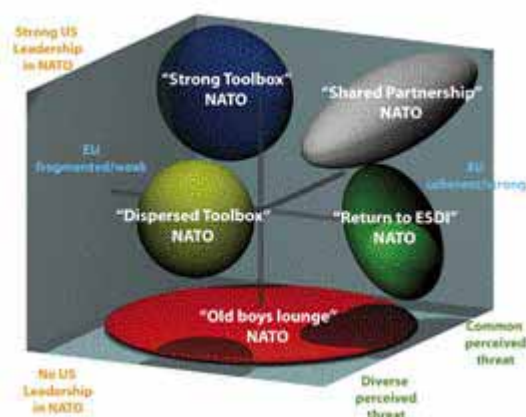 Strong US
Leadership
in NATO
"Strong Toolbox"
NATO
"Shared Partnership"
NATO
EU
fragmented/weak
EU
coherent/strong
"Dispersed Toolbox"
NATO
"Return to ESDI"
NATO
"Old boys lounge"
NATO
No US
Leadership
in NATO
Common
perceived
threat
Diverse
perceived
threat